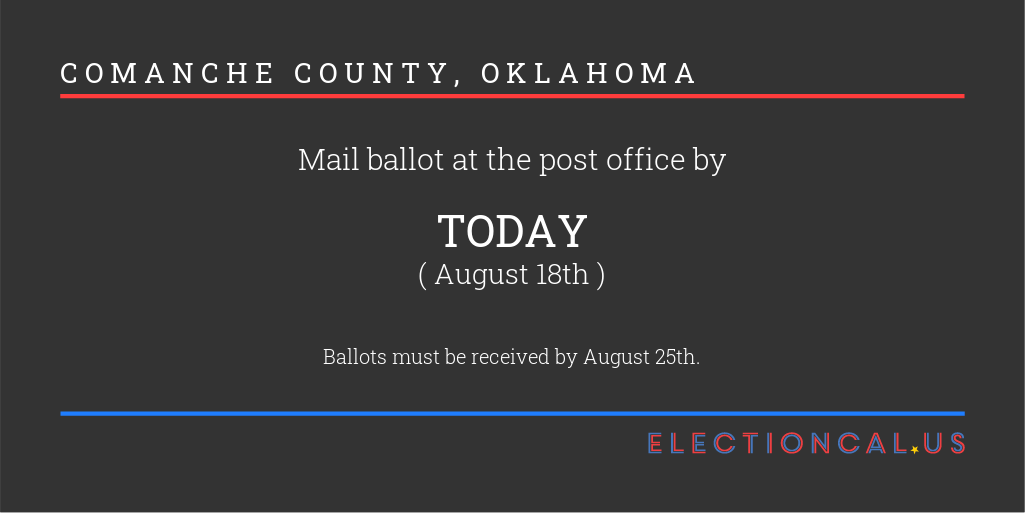 COMANCHE COUNTY, OKLAHOMA
Mail ballot at the post office by
TODAY
( August 18th )
Ballots must be received by August 25th.
ELECTIONCAL★US